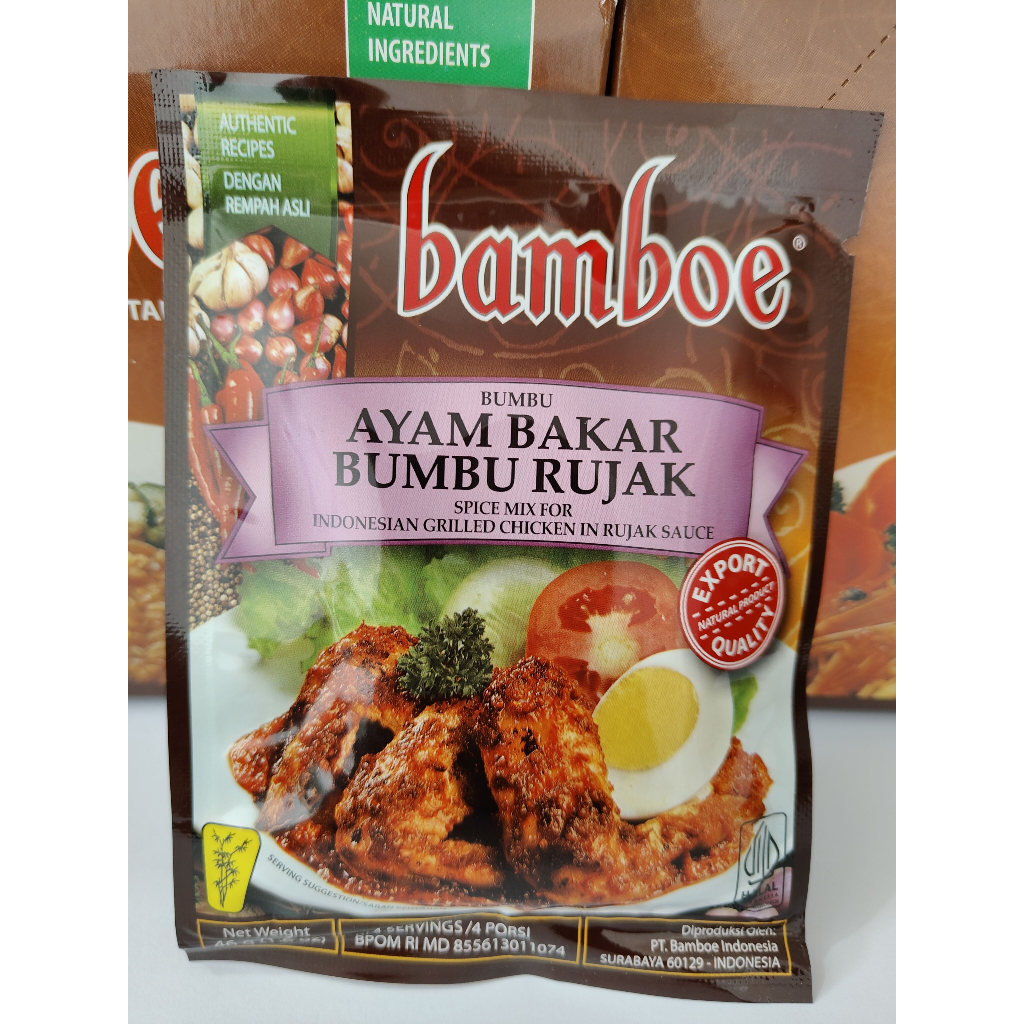 NATURAL
INGREDIENTS
AUTHENTIC
RECIPES
DENGAN
REMPAH ASLI
bamboe®
BUMBU
AYAM BAKAR
BUMBU RUJAK
SPICE MIX FOR
INDONESIAN GRILLED CHICKEN IN RUJAK SAUCE
EXPORT
NATURAL PRODUCT
QUALITY
SERVING SUGGESTION/SARAN
HALAL
Net Weight
4 SERVINGS /4 PORSI
BPOM RI MD 855613011074
Diproduksi Oleh:
PT. Bamboe Indonesia
SURABAYA 60129 - INDONESIA